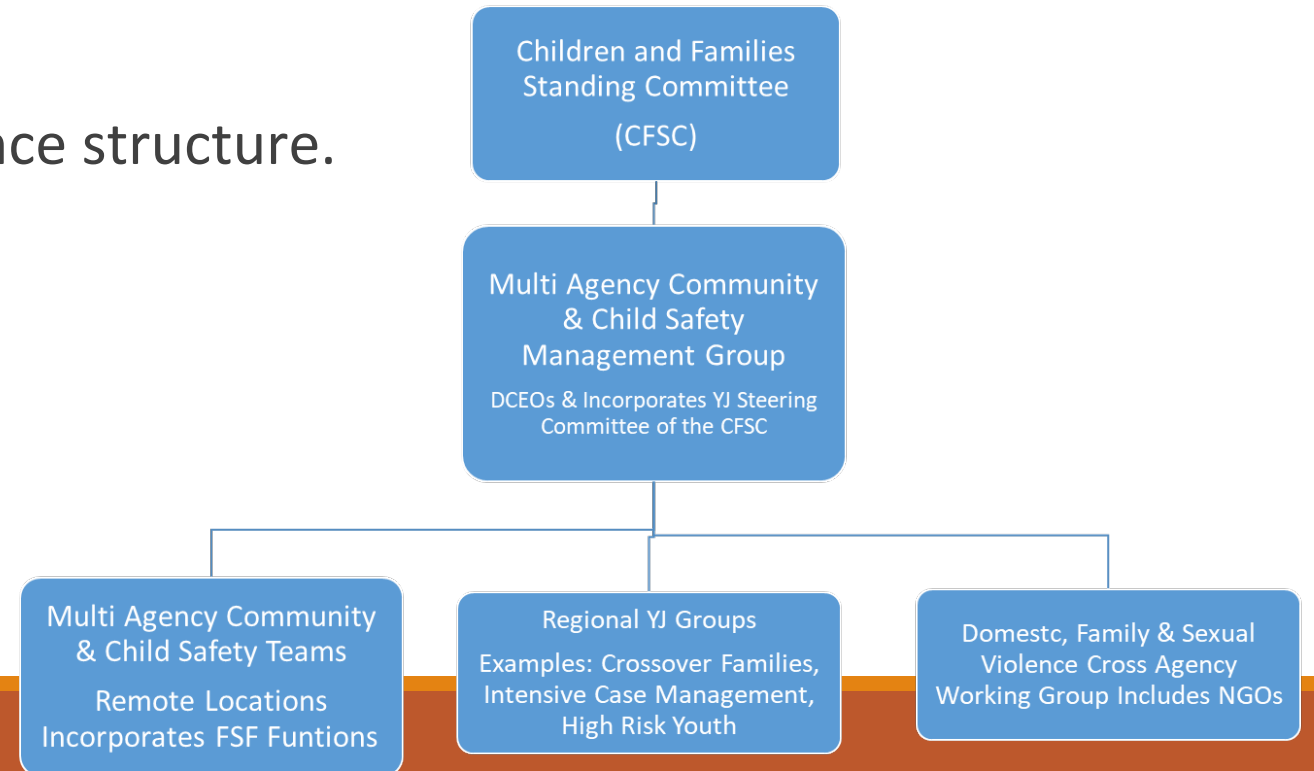 Children and Families
Standing Committee
(CFSC)
nce structure.
Multi Agency Community
& Child Safety
Management Group
DCEOs & Incorporates YJ Steering
Committee of the CFSC
Multi Agency Community
& Child Safety Teams
Remote Locations
Incorporates FSF Funtions
Regional YJ Groups
Examples: Crossover Families,
Intensive Case Management,
High Risk Youth
Domestc, Family & Sexual
Violence Cross Agency
Working Group Includes NGOs